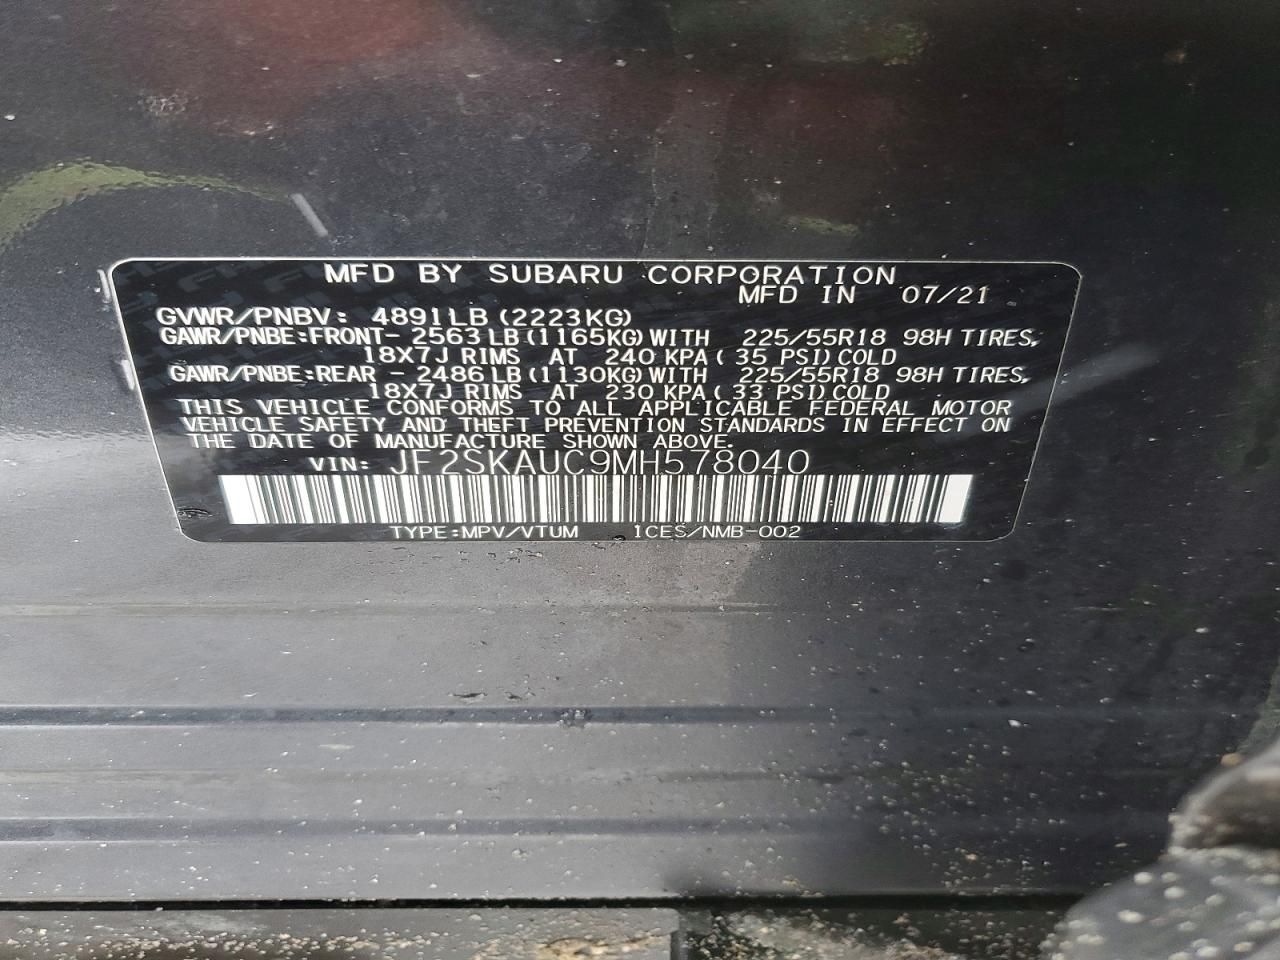 MFD BY SUBARU CORPORATION
MFD IN 07/21
GVWR/PNBV: 4891LB (2223KG)
GAWR/PNBE:FRONT- 2563LB(1165KG)WITH 225/55R18 98H TIRES,
18X7J RIMS AT 240 KPA( 35 PSI)COLD
GAWR/PNBE:REAR - 2486LB(1130KG)WITH 225/55R18 98H TIRES,
18X7J RIMS AT 230 KPA( 33 PSI)COLD
THIS VEHICLE CONFORMS TO ALL APPLICABLE FEDERAL MOTOR
VEHICLE SAFETY AND THEFT PREVENTION STANDARDS IN EFFECT ON
THE DATE OF MANUFACTURE SHOWN ABOVE.
VIN: JF2SKAUC9MH578040
TYPE:MPV/VTUM 1CES/NMB-002